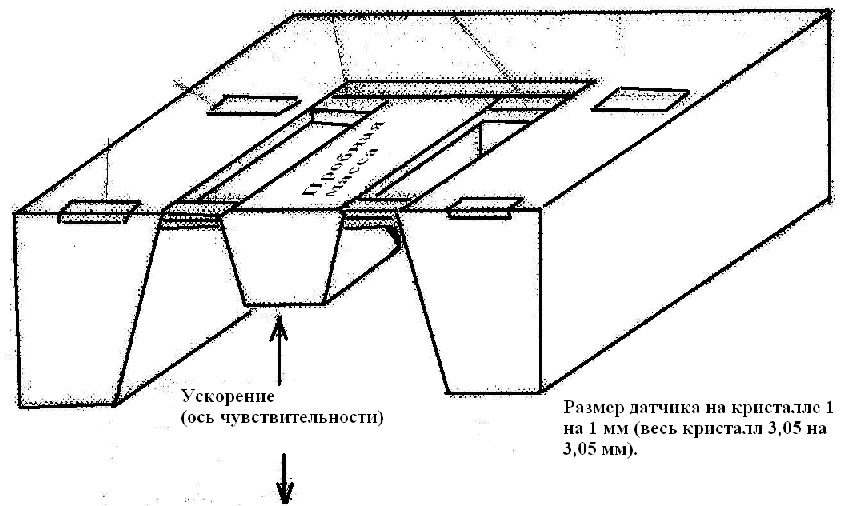 Пробная
масса
Ускорение
(ось чувствительности)
Размер датчика на кристалле 1
на 1 мм (весь кристалл 3,05 на
3,05 мм).